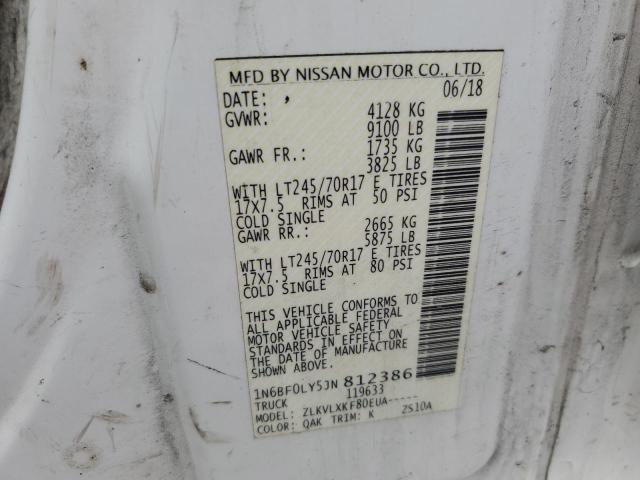 MFD BY NISSAN MOTOR CO., LTD.
DATE: , 06/18
GVWR: 4128 KG
9100 LB
GAWR FR.: 1735 KG
3825 LB
WITH LT245/70R17 E TIRES
17X7.5 RIMS AT 50 PSI
COLD SINGLE
GAWR RR.: 2665 KG
5875 LB
WITH LT245/70R17 E TIRES
17X7.5 RIMS AT 80 PSI
COLD SINGLE
THIS VEHICLE CONFORMS TO
ALL APPLICABLE FEDERAL
MOTOR VEHICLE SAFETY
STANDARDS IN EFFECT ON
THE DATE OF MANUFACTURE
SHOWN ABOVE.
1N6BF0LY5JN 812386
TRUCK 119633
MODEL: ZLKVLXKF80EUA-----
COLOR: QAK TRIM: K ZS10A